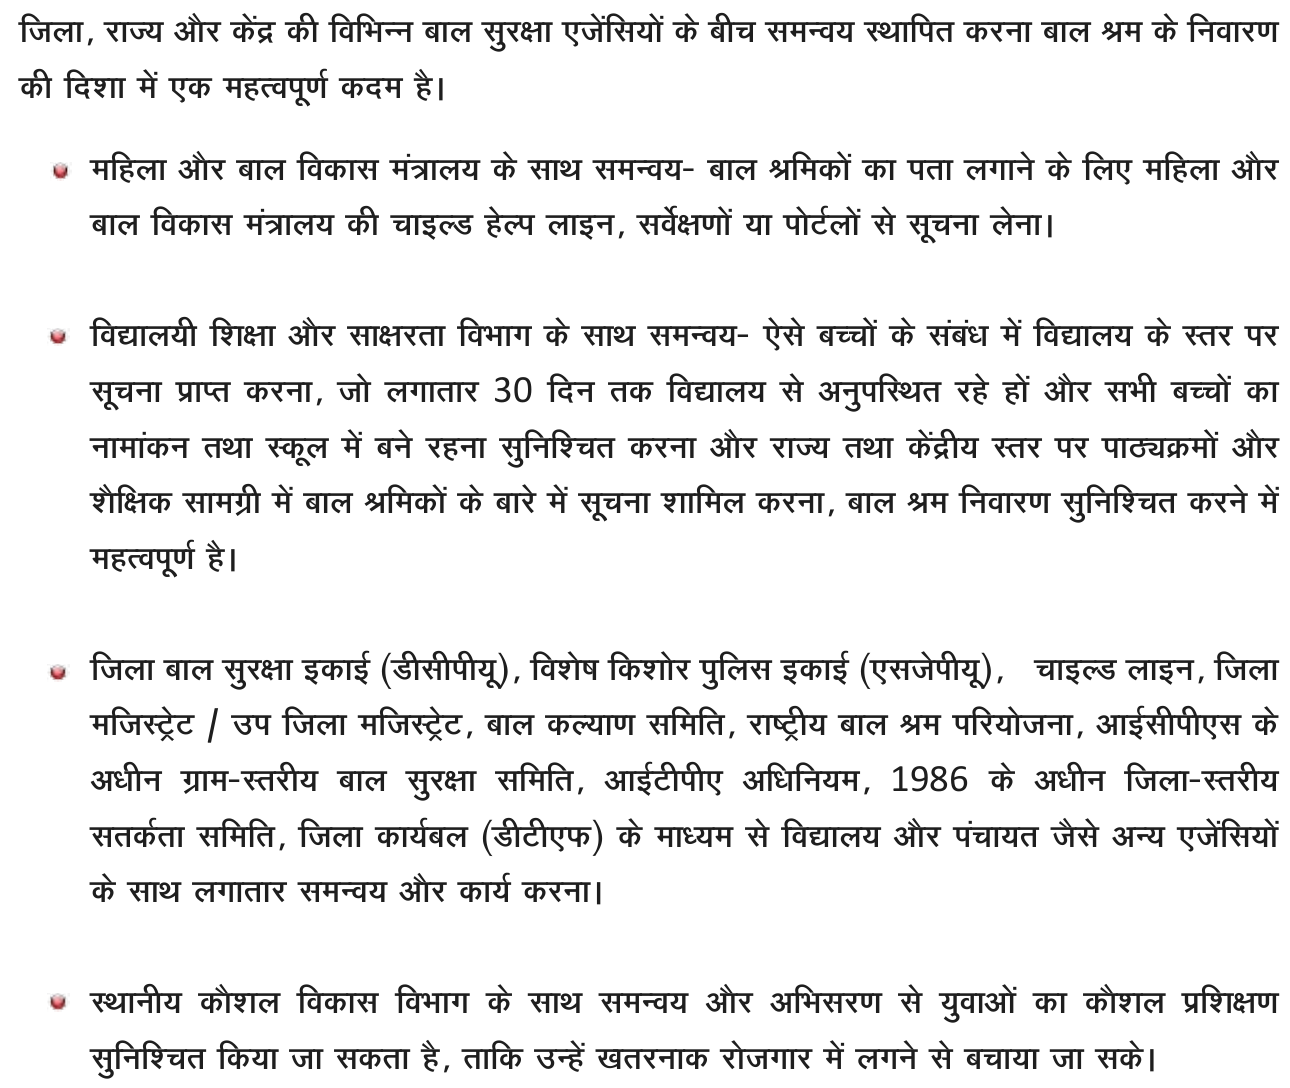 जिला, राज्य और केंद्र की विभिन्न बाल सुरक्षा एजेंसियों के बीच समन्वय स्थापित करना बाल श्रम के निवारण
की दिशा में एक महत्वपूर्ण कदम है।
महिला और बाल विकास मंत्रालय के साथ समन्वय- बाल श्रमिकों का पता लगाने के लिए महिला और
बाल विकास मंत्रालय की चाइल्ड हेल्प लाइन, सर्वेक्षणों या पोर्टलों से सूचना लेना।
विद्यालयी शिक्षा और साक्षरता विभाग के साथ समन्वय- ऐसे बच्चों के संबंध में विद्यालय के स्तर पर
सूचना प्राप्त करना, जो लगातार 30 दिन तक विद्यालय से अनुपस्थित रहे हों और सभी बच्चों का
नामांकन तथा स्कूल में बने रहना सुनिश्चित करना और राज्य तथा केंद्रीय स्तर पर पाठ्यक्रमों और
शैक्षिक सामग्री में बाल श्रमिकों के बारे में सूचना शामिल करना, बाल श्रम निवारण सुनिश्चित करने में
महत्वपूर्ण है।
जिला बाल सुरक्षा इकाई (डीसीपीयू), विशेष किशोर पुलिस इकाई (एसजेपीयू), चाइल्ड लाइन, जिला
मजिस्ट्रेट / उप जिला मजिस्ट्रेट, बाल कल्याण समिति, राष्ट्रीय बाल श्रम परियोजना, आईसीपीएस के
अधीन ग्राम-स्तरीय बाल सुरक्षा समिति, आईटीपीए अधिनियम, 1986 के अधीन जिला-स्तरीय
सतर्कता समिति, जिला कार्यबल (डीटीएफ) के माध्यम से विद्यालय और पंचायत जैसे अन्य एजेंसियों
के साथ लगातार समन्वय और कार्य करना।
स्थानीय कौशल विकास विभाग के साथ समन्वय और अभिसरण से युवाओं का कौशल प्रशिक्षण
सुनिश्चित किया जा सकता है, ताकि उन्हें खतरनाक रोजगार में लगने से बचाया जा सके।